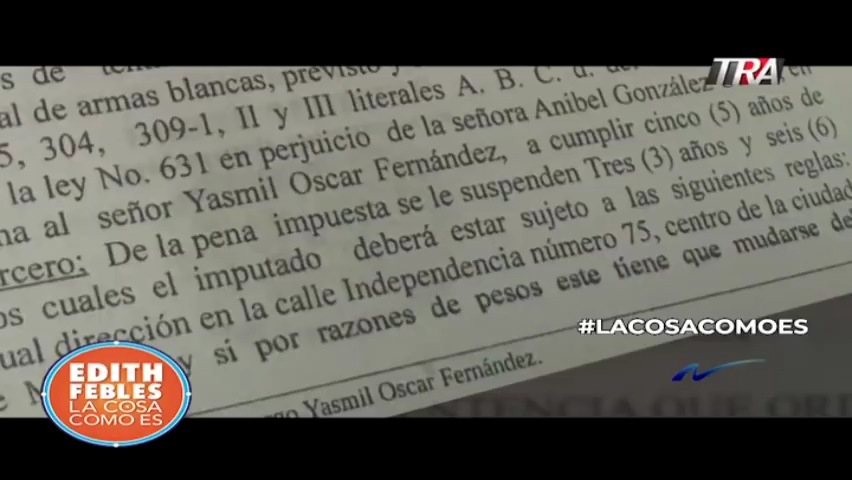 s de
al de armas blancas, previsto y
5, 304, 309-1, II y III literales A. B. C. d.
la ley No. 631 en perjuicio de la señora Anibel González
na al señor Yasmil Oscar Fernández, a cumplir cinco (5) años de
rcero; De la pena impuesta se le suspenden Tres (3) años y seis (6)
os cuales el imputado deberá estar sujeto a las siguientes reglas:
ual dirección en la calle Independencia número 75, centro de la ciudad
y sí por razones de pesos este tiene que mudarse de
Yasmil Oscar Fernández.
TRA
#LACOSACOMOES
EDITH
FEBLES
LA COSA
COMO ES